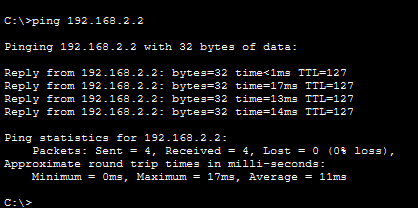 C:\>ping 192.168.2.2
Pinging 192.168.2.2 with 32 bytes of data:
Reply from 192.168.2.2: bytes=32 time<1ms TTL=127
Reply from 192.168.2.2: bytes=32 time=17ms TTL=127
Reply from 192.168.2.2: bytes=32 time=13ms TTL=127
Reply from 192.168.2.2: bytes=32 time=14ms TTL=127
Ping statistics for 192.168.2.2:
Packets: Sent = 4, Received = 4, Lost = 0 (0% loss),
Approximate round trip times in milli-seconds:
Minimum = 0ms, Maximum = 17ms, Average = 11ms
C:\>